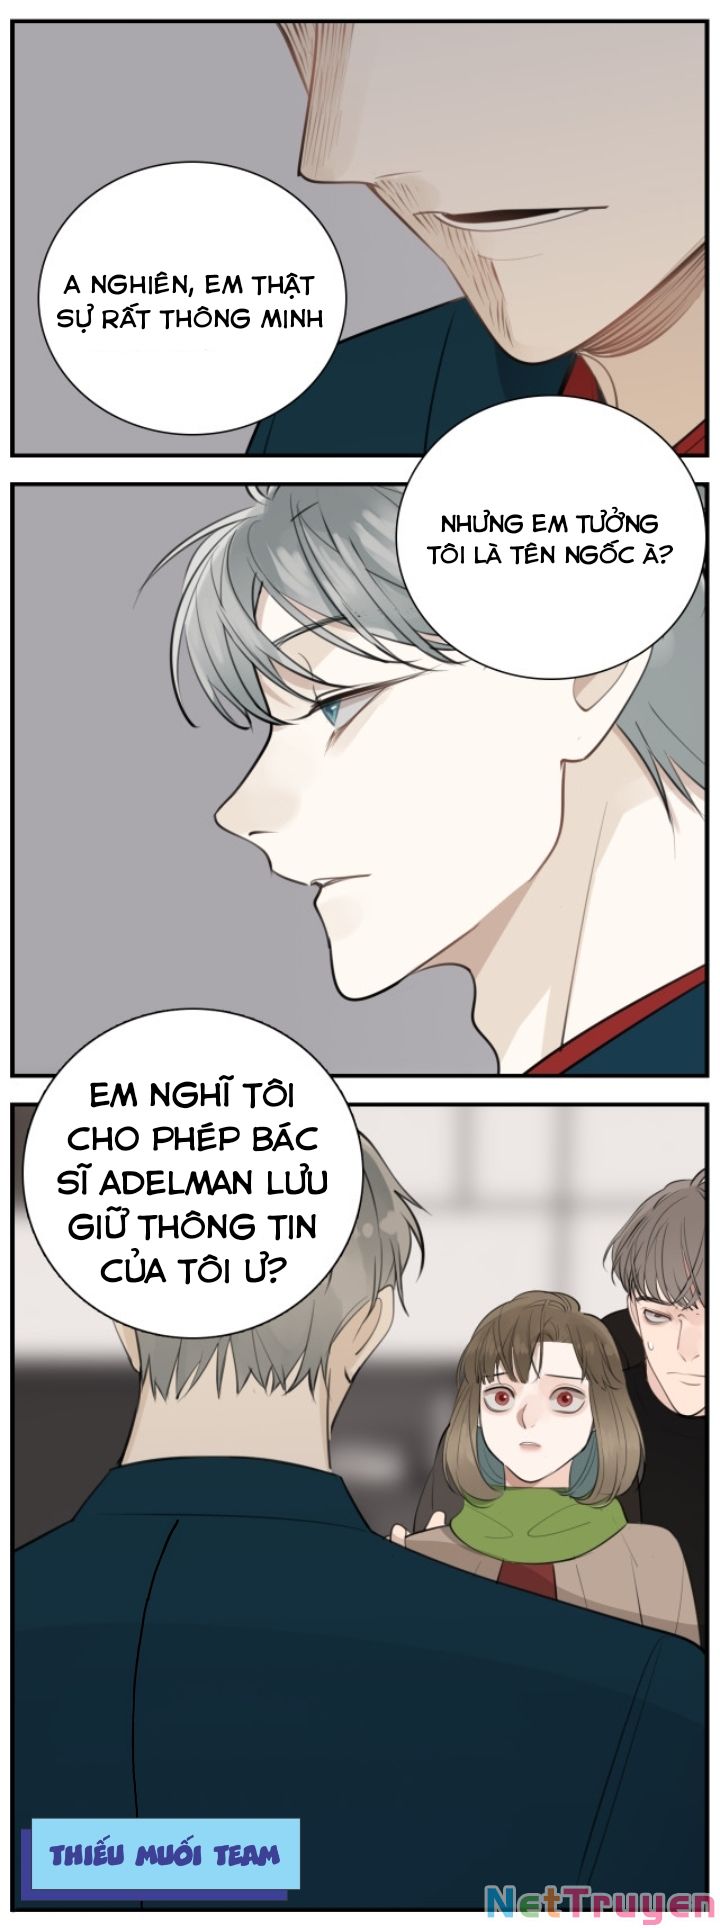 A NGHIÊN, EM THẬT
SỰ RẤT THÔNG MINH
NHƯNG EM TƯỞNG
TÔI LÀ TÊN NGỐC À?
EM NGHĨ TÔI
CHO PHÉP BÁC
SĨ ADELMAN LƯU
GIỮ THÔNG TIN
CỦA TÔI Ư?
THIẾU MUỐI TEAM
NETTRUYEN